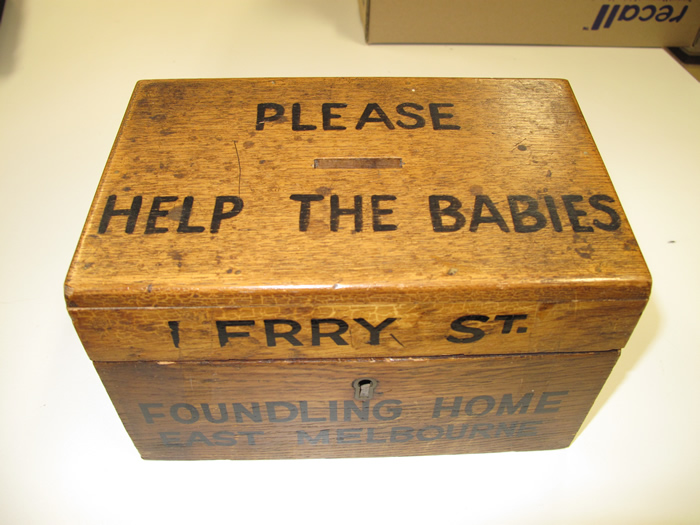 recall
PLEASE
HELP THE BABIES
1 FRRY ST.
FOUNDLING HOME
EAST MELBOURNE